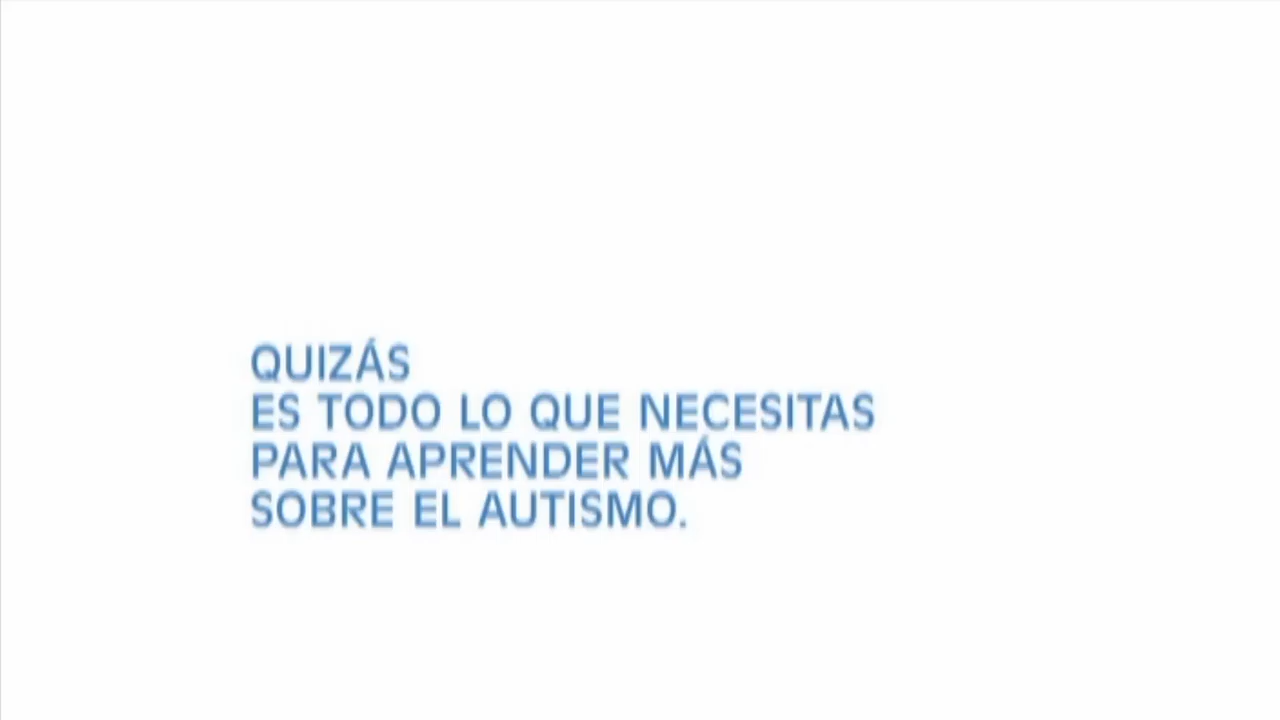 QUIZÁS
ES TODO LO QUE NECESITAS
PARA APRENDER MÁS
SOBRE EL AUTISMO.